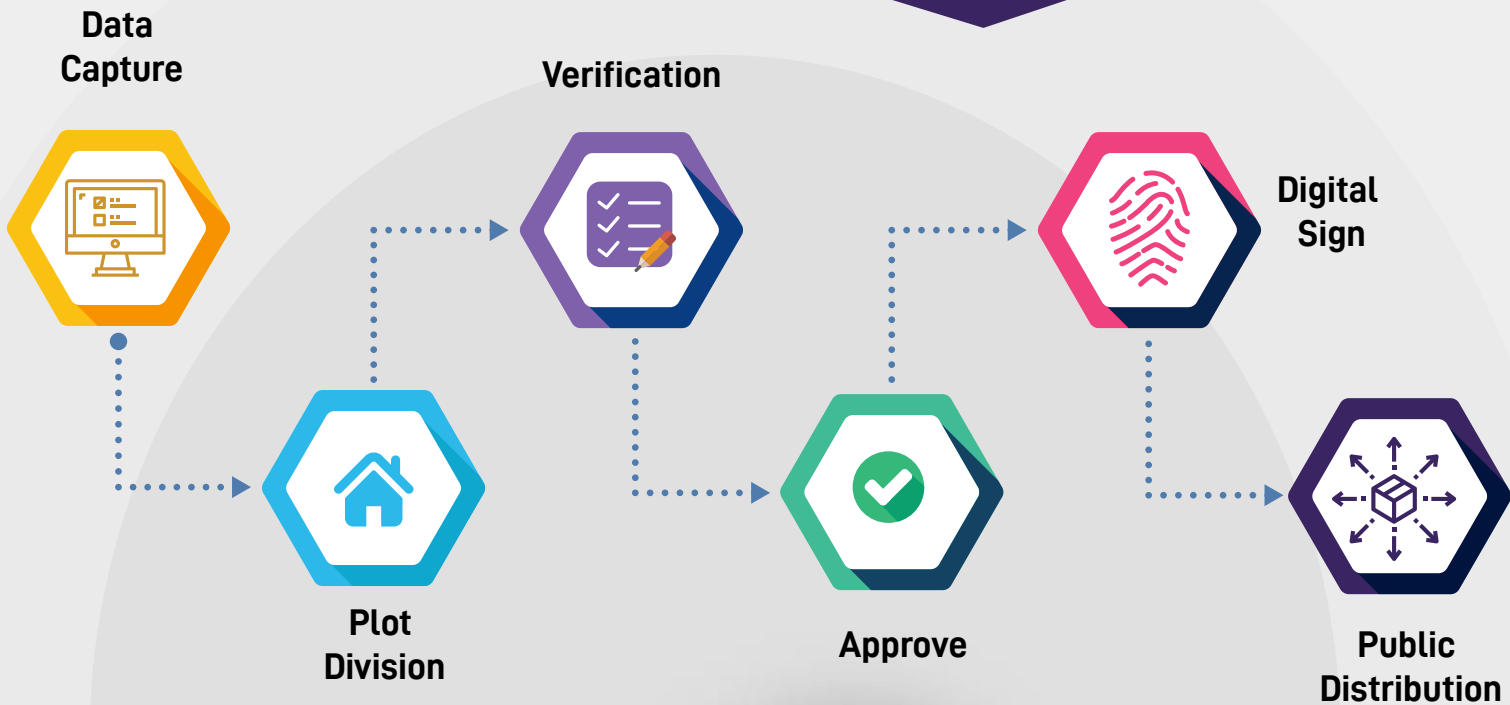 Data
Capture
Plot
Division
Verification
Approve
Digital
Sign
Public
Distribution